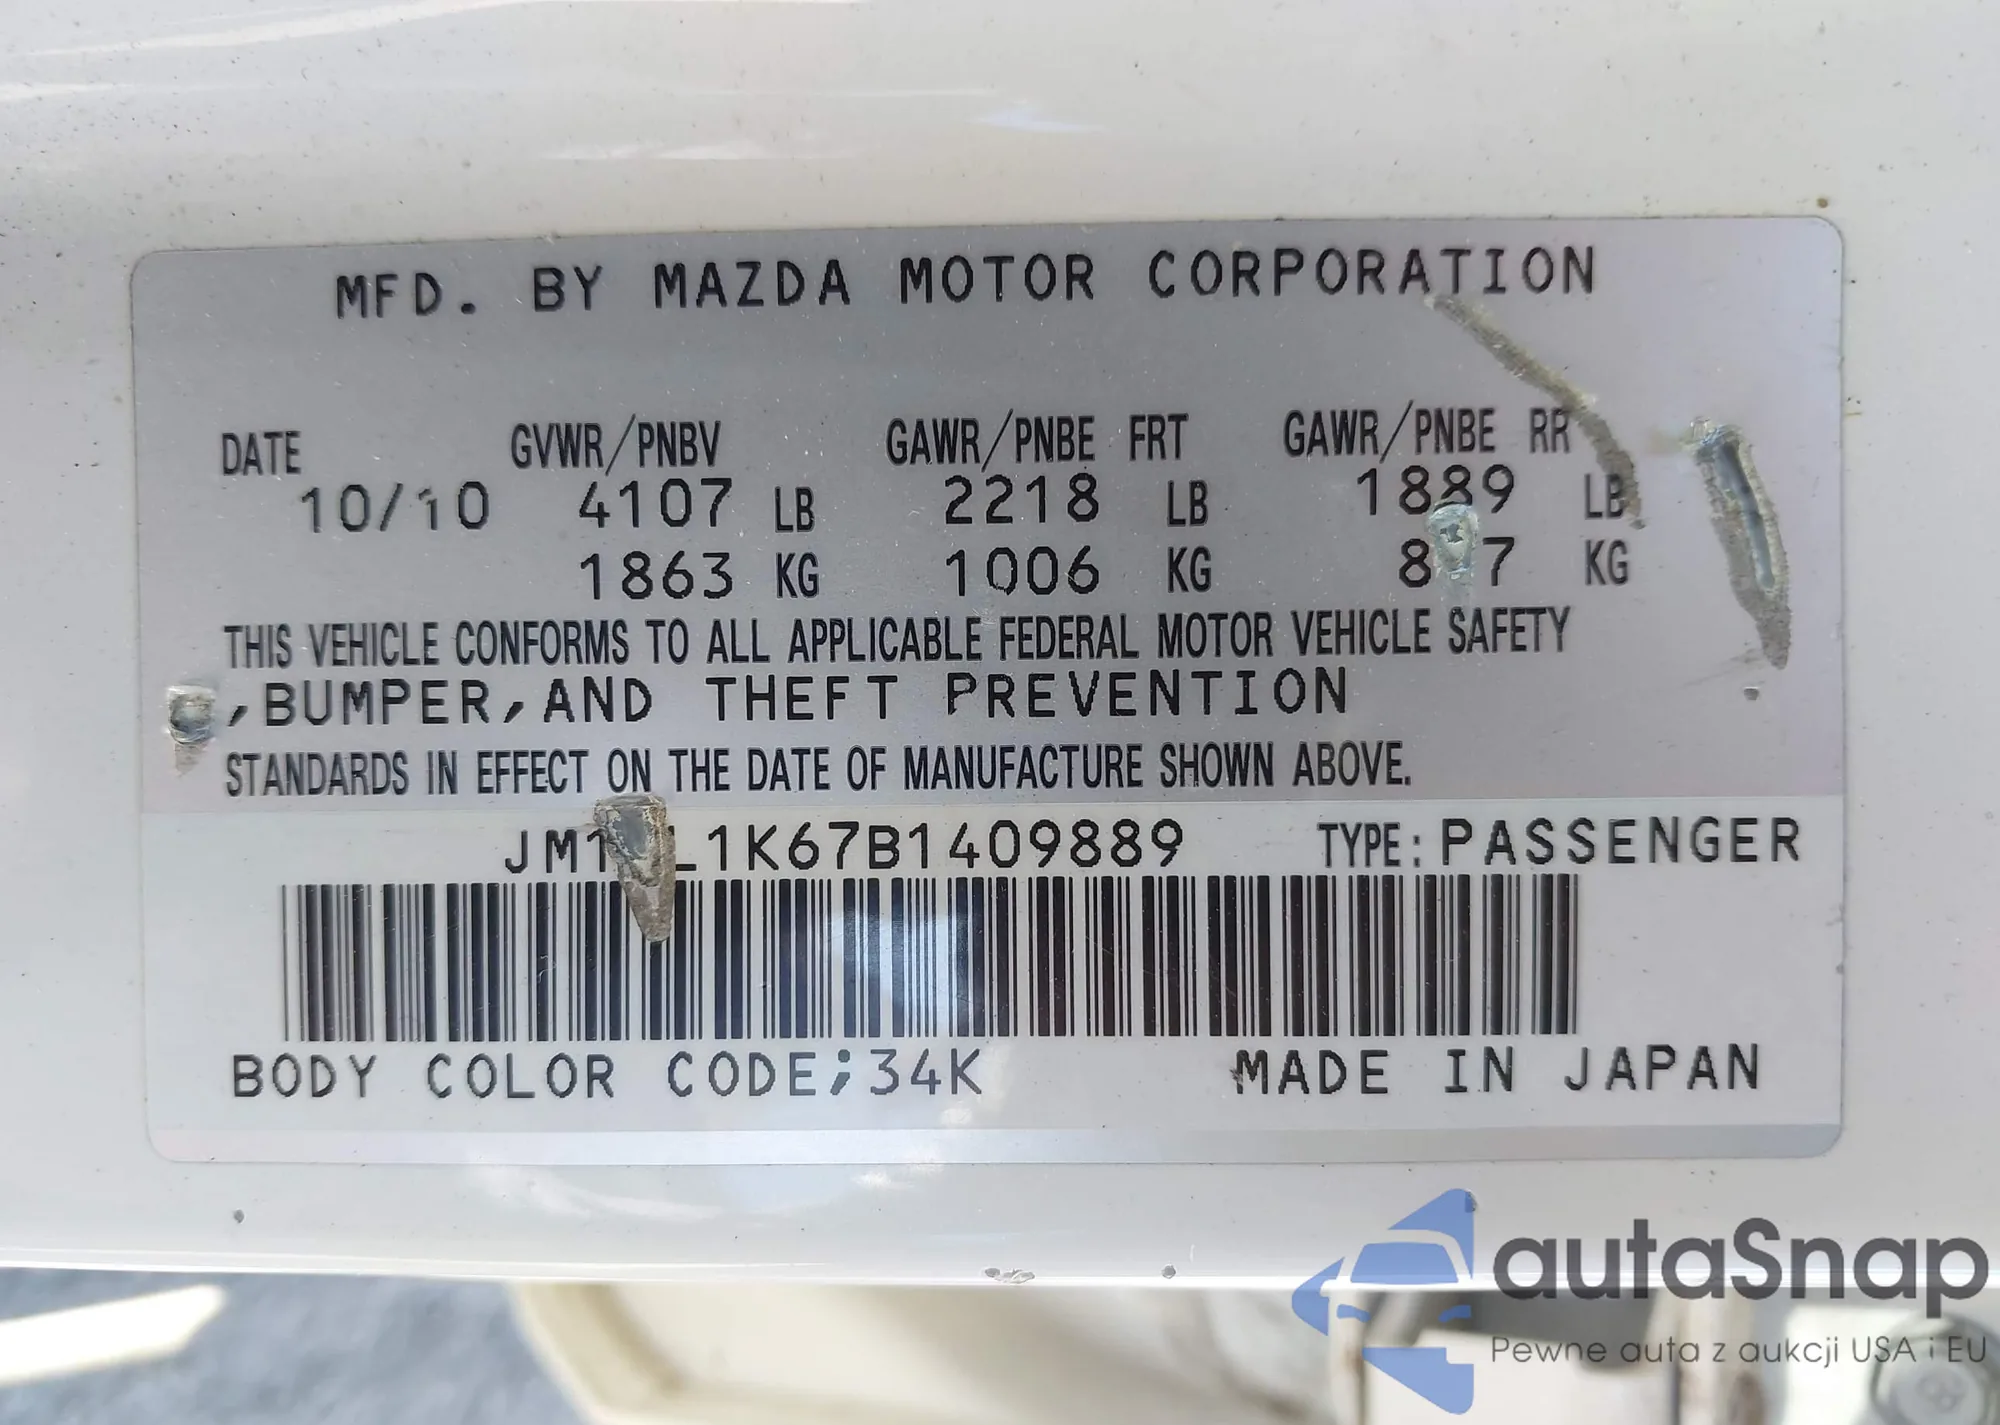 MFD. BY MAZDA MOTOR CORPORATION
DATE GVWR/PNBV GAWR/PNBE FRT GAWR/PNBE RR
10/10 4107 LB 2218 LB 1889 LB
1863 KG 1006 KG KG
THIS VEHICLE CONFORMS TO ALL APPLICABLE FEDERAL MOTOR VEHICLE SAFETY
,BUMPER,AND THEFT PREVENTION
STANDARDS IN EFFECT ON THE DATE OF MANUFACTURE SHOWN ABOVE.
TYPE: PASSENGER
BODY COLOR CODE;34K MADE IN JAPAN
autaSnap
Pewne auta z aukcji USA i EU